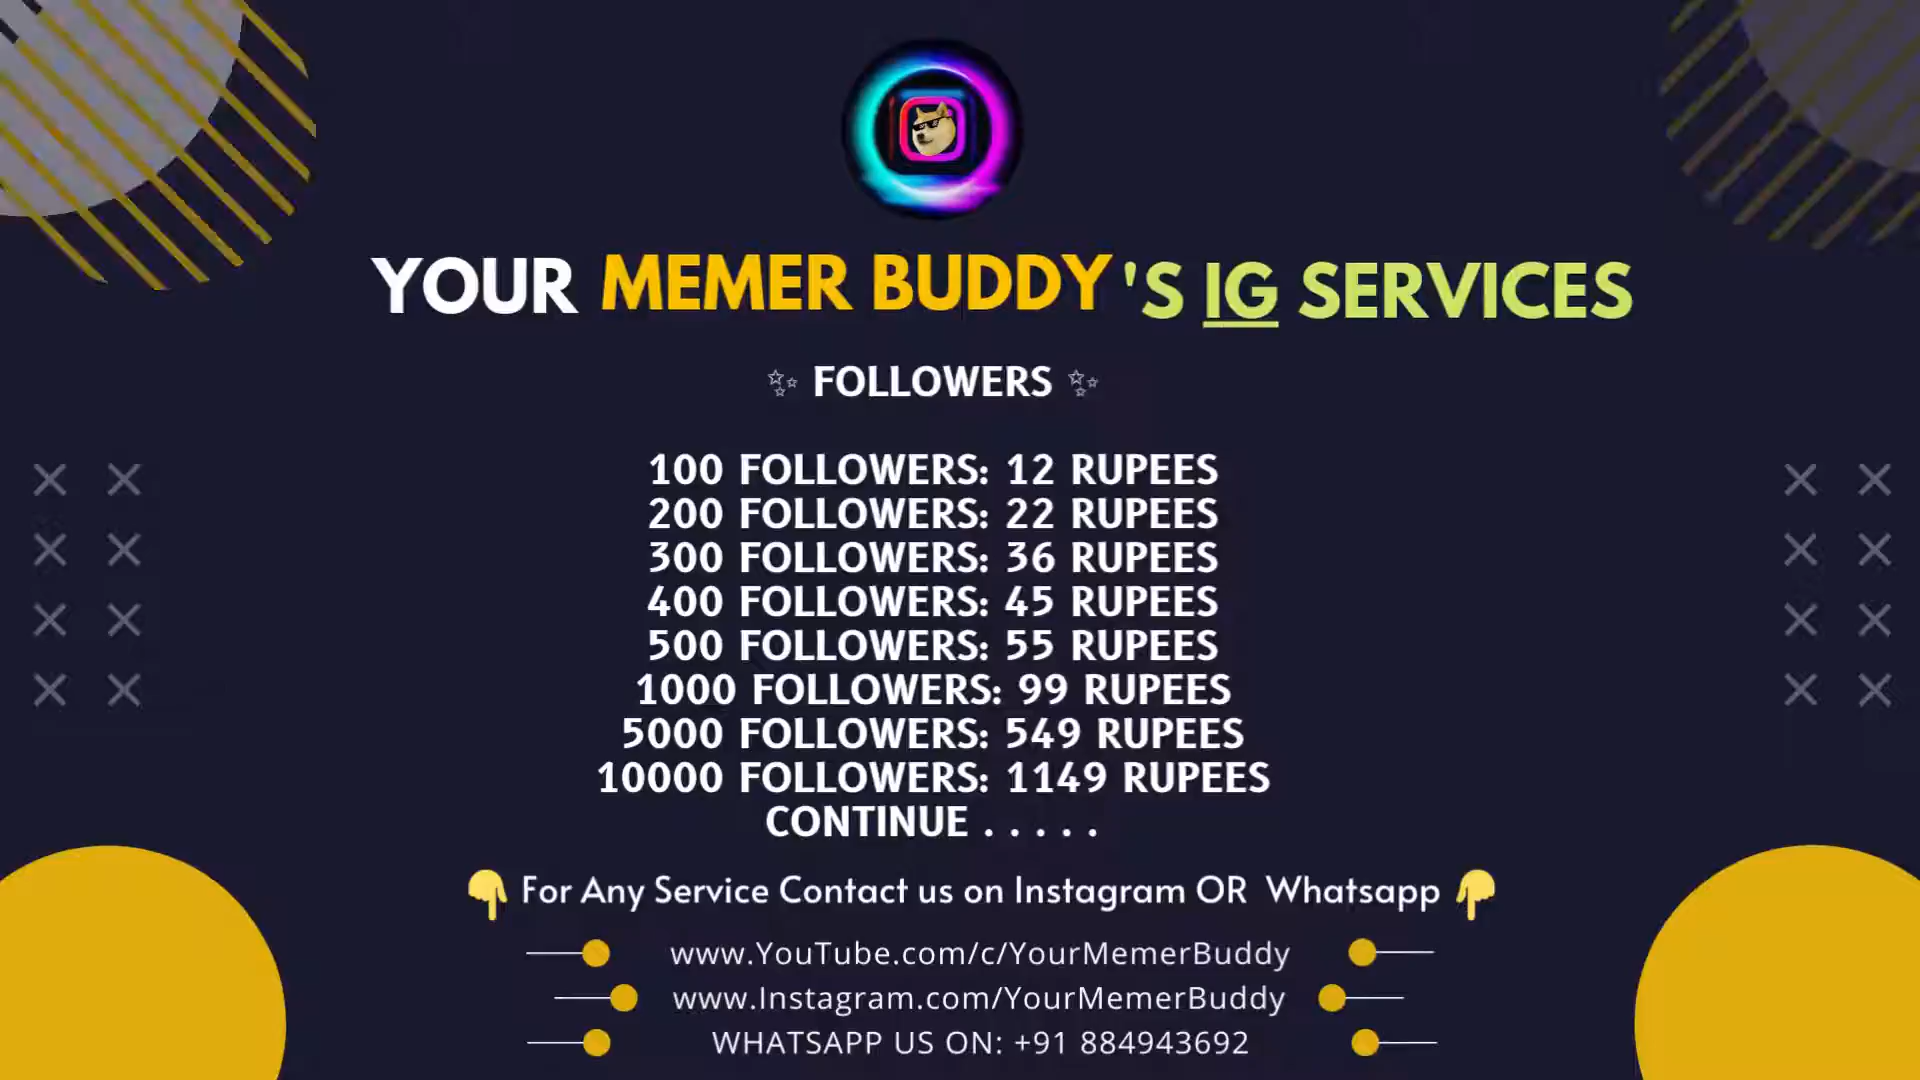 YOUR MEMER BUDDY'S IG SERVICES
✨ FOLLOWERS ✨
100 FOLLOWERS: 12 RUPEES
200 FOLLOWERS: 22 RUPEES
300 FOLLOWERS: 36 RUPEES
400 FOLLOWERS: 45 RUPEES
500 FOLLOWERS: 55 RUPEES
1000 FOLLOWERS: 99 RUPEES
5000 FOLLOWERS: 549 RUPEES
10000 FOLLOWERS: 1149 RUPEES
CONTINUE . . . . .
👇 For Any Service Contact us on Instagram OR Whatsapp 👇
www.YouTube.com/c/YourMemerBuddy
www.Instagram.com/YourMemerBuddy
WHATSAPP US ON: +91 884943692